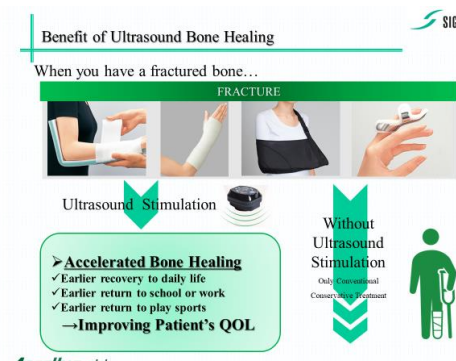 SIG
Benefit of Ultrasound Bone Healing
When you have a fractured bone…
FRACTURE
Ultrasound Stimulation
➢Accelerated Bone Healing
✓Earlier recovery to daily life
✓Earlier return to school or work
✓Earlier return to play sports
→Improving Patient's QOL
Without
Ultrasound
Stimulation
Only Conventional
Conservative Treatment